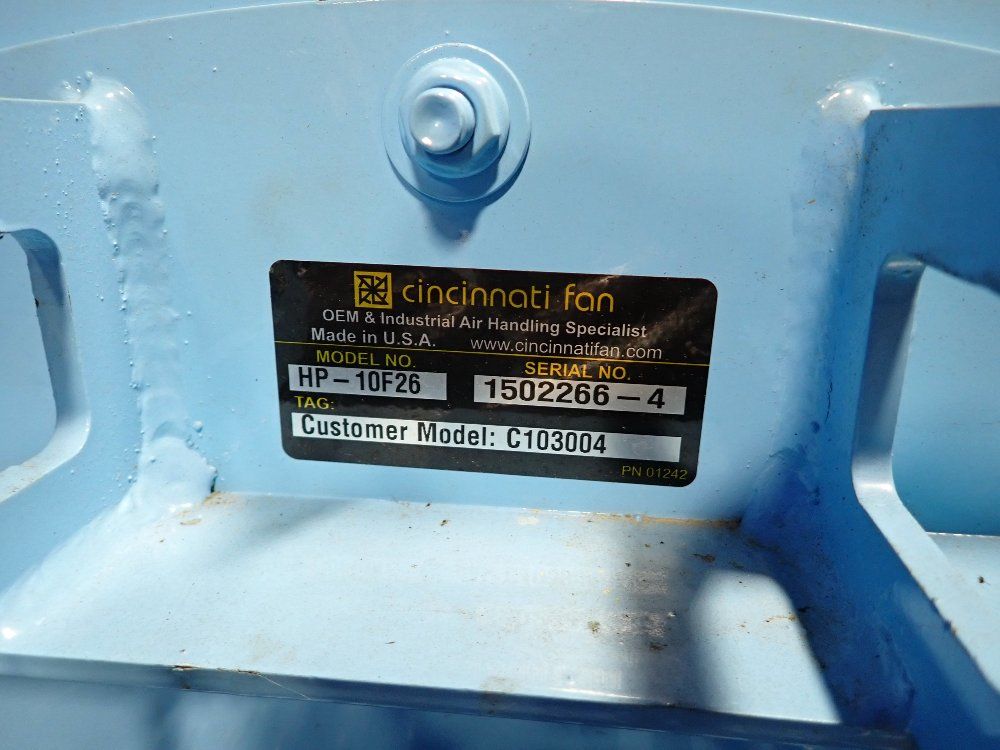 cincinnati fan
OEM & Industrial Air Handling Specialist
Made in U.S.A. www.cincinnatifan.com
MODEL NO. SERIAL NO.
HP-10F26 1502266-4
TAG:
Customer Model: C103004
PN 01242